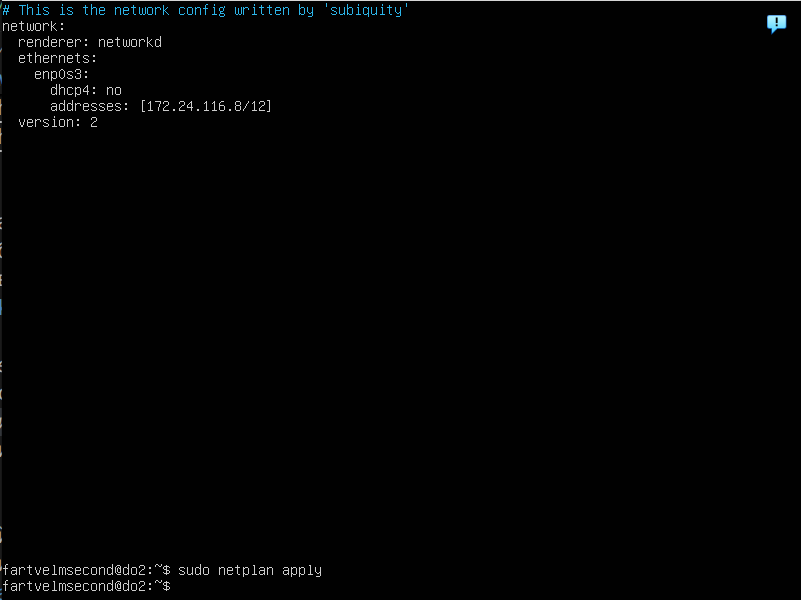 # This is the network config written by 'subiquity'
network:
  renderer: networkd
  ethernets:
    enp0s3:
      dhcp4: no
      addresses: [172.24.116.8/12]
  version: 2
fartvelmsecond@do2:~$ sudo netplan apply
fartvelmsecond@do2:~$